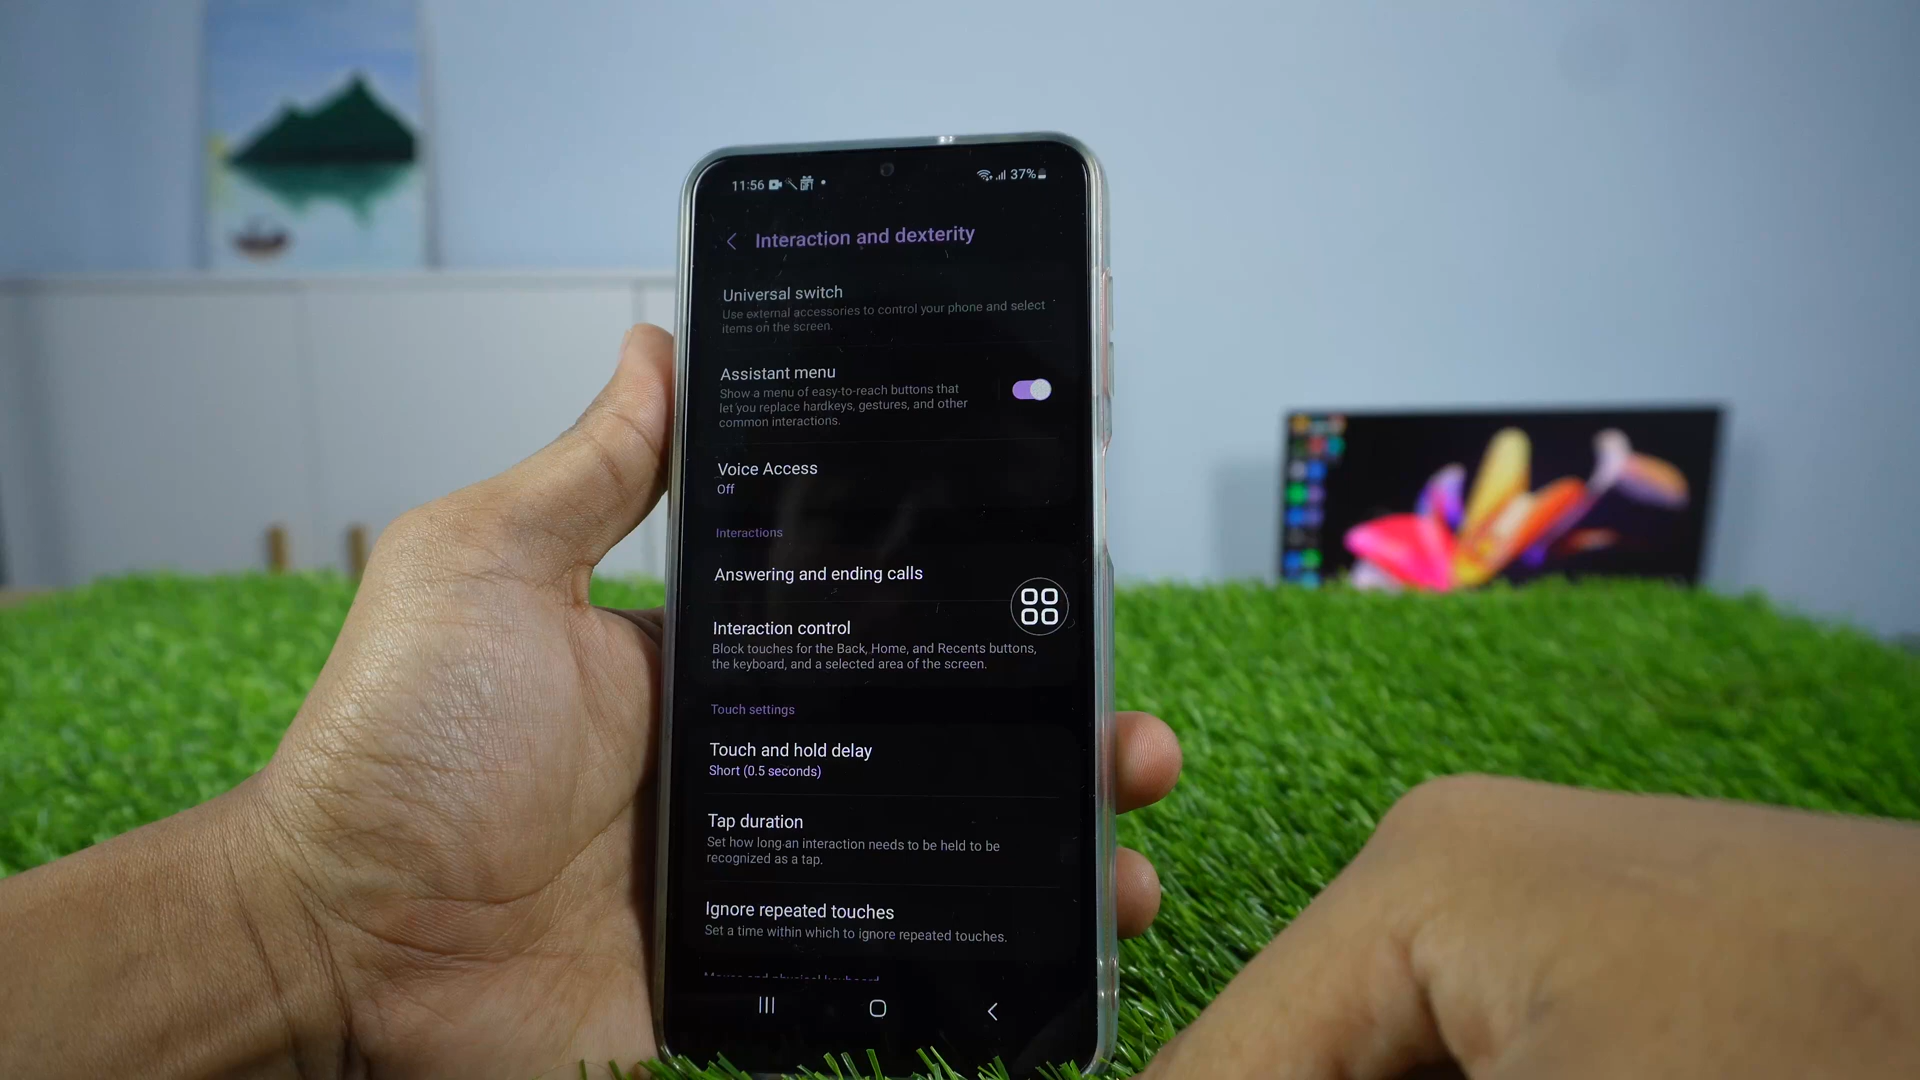 11:56
37%
Interaction and dexterity
Universal switch
Use external accessories to control your phone and select
items on the screen.
Assistant menu
Show a menu of easy-to-reach buttons that
let you replace hardkeys, gestures, and other
common interactions.
Voice Access
Off
Interactions
Answering and ending calls
Interaction control
Block touches for the Back, Home, and Recents buttons,
the keyboard, and a selected area of the screen.
Touch settings
Touch and hold delay
Short (0.5 seconds)
Tap duration
Set how long an interaction needs to be held to be
recognized as a tap.
Ignore repeated touches
Set a time within which to ignore repeated touches.